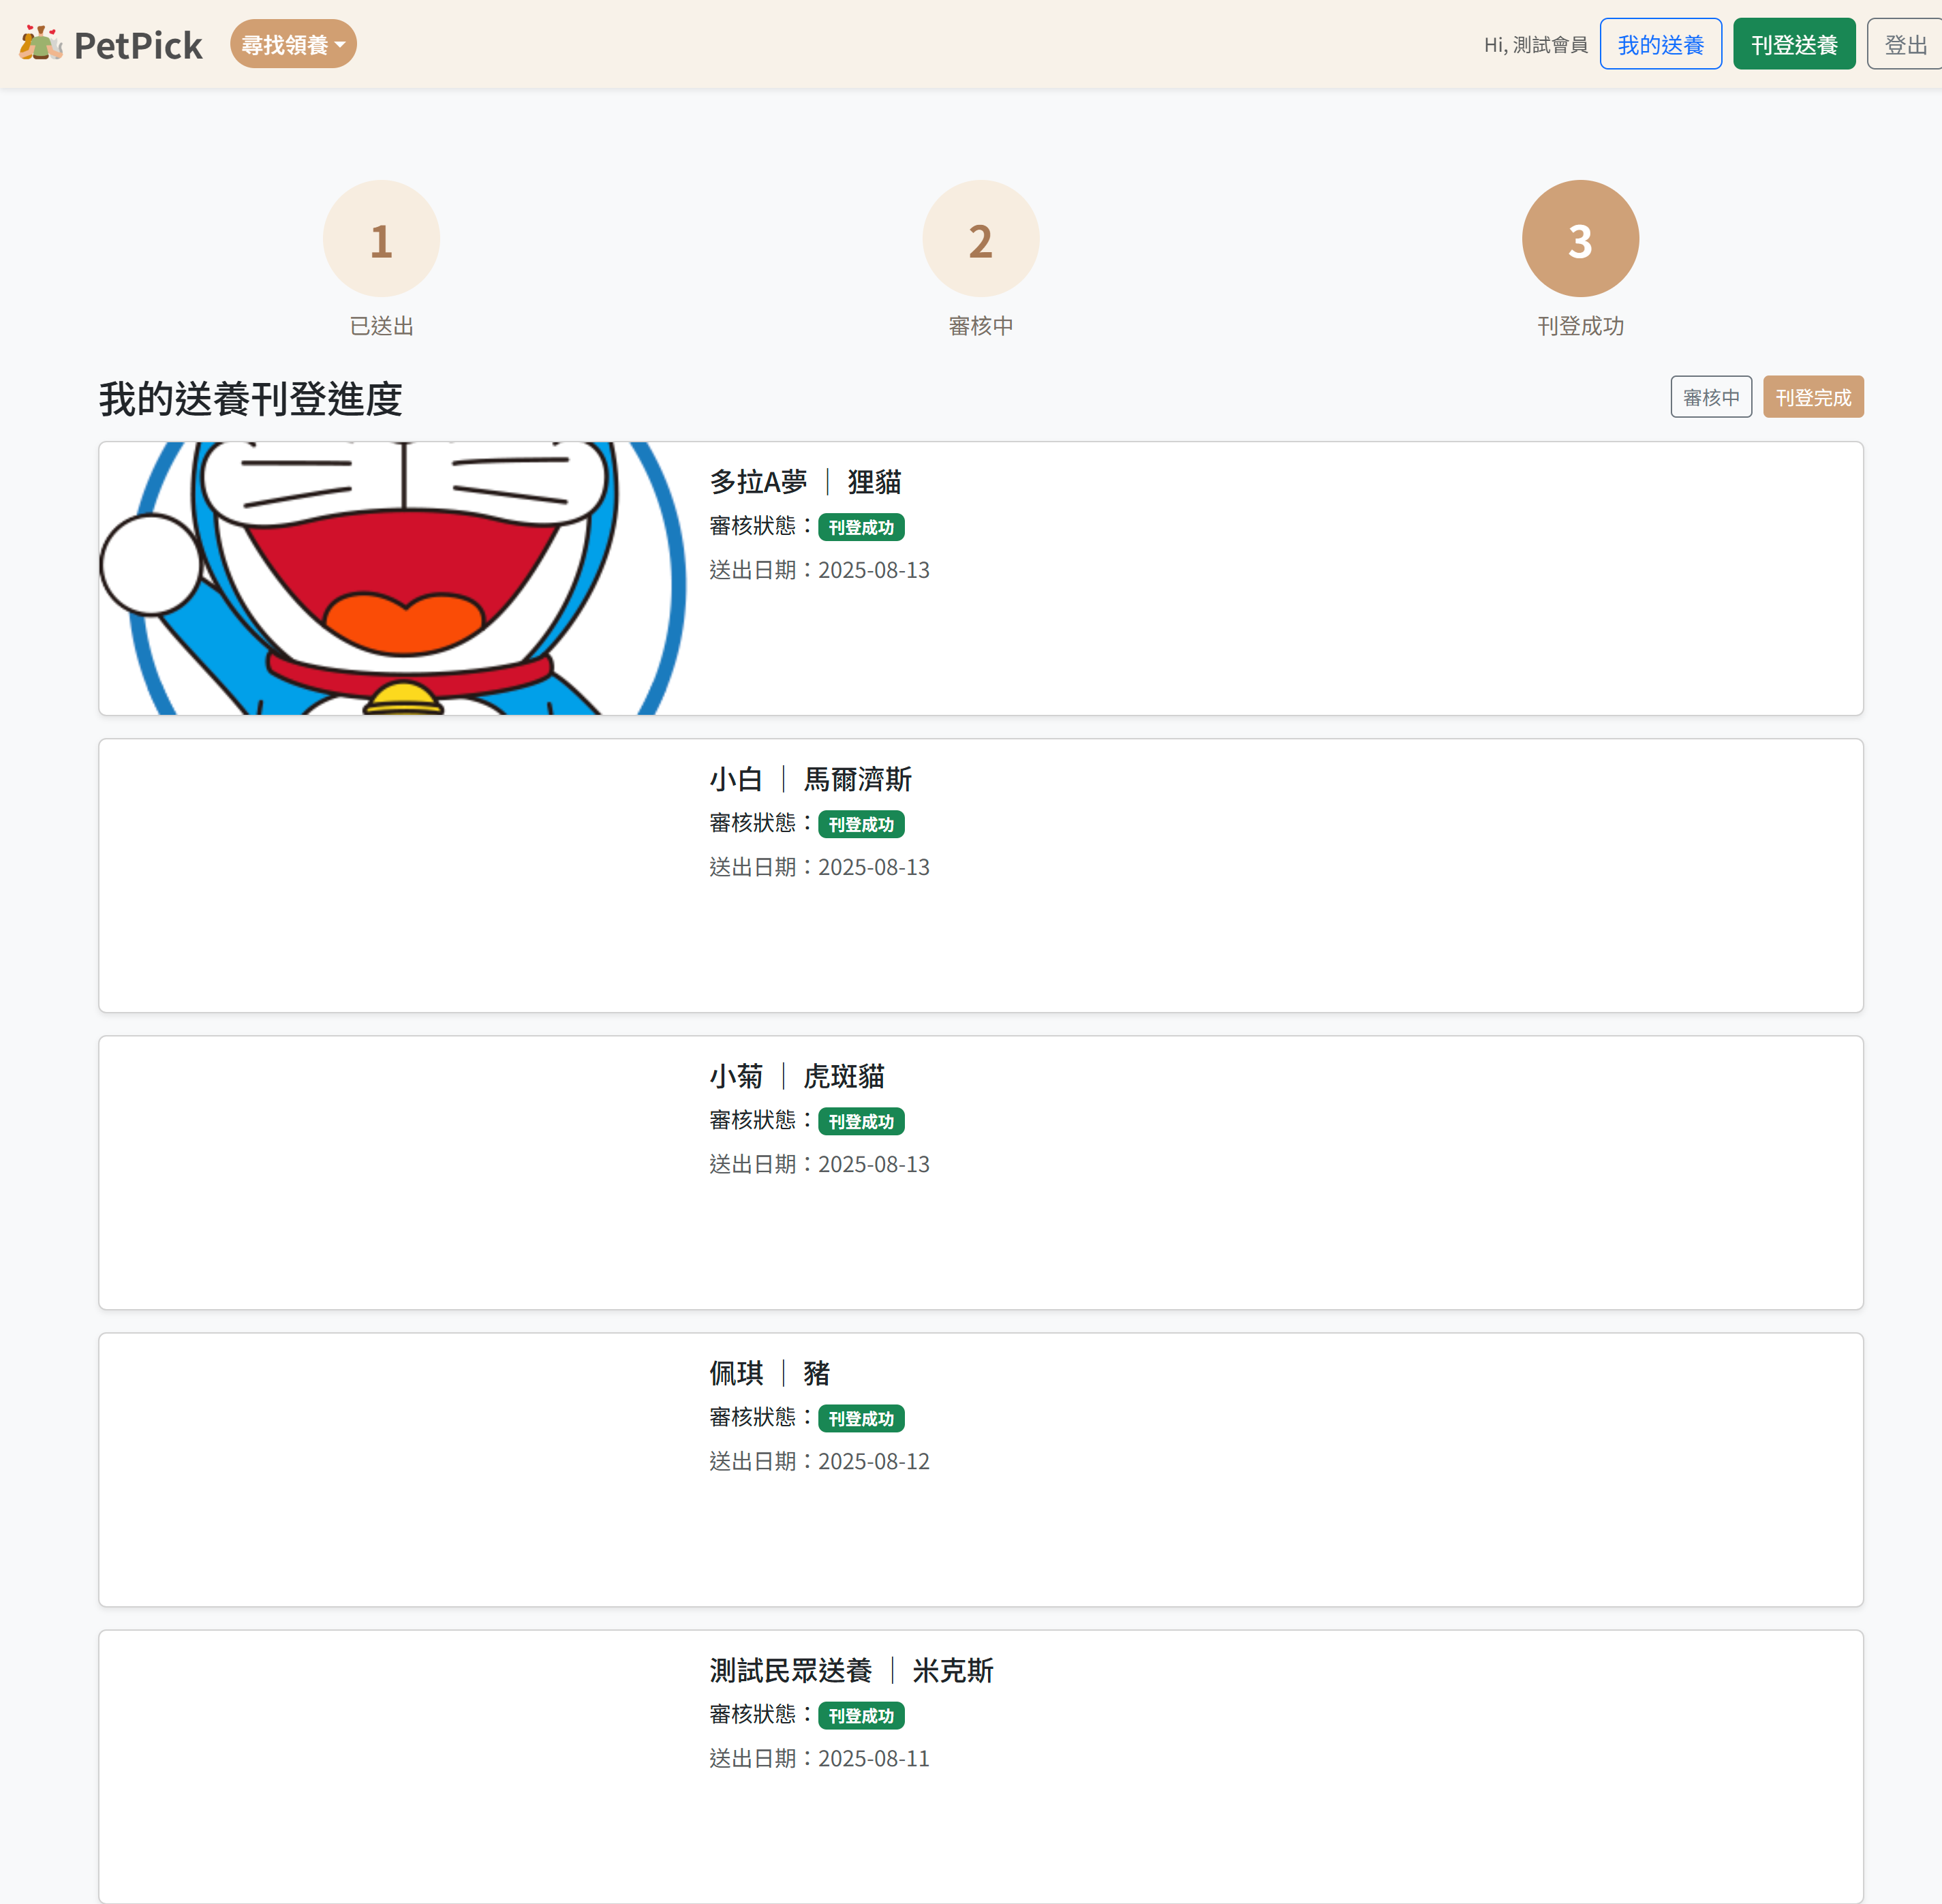 PetPick 尋找領養 Hi, 測試會員 我的送養 刊登送養 登出
1 2 3
已送出 審核中 刊登成功
我的送養刊登進度 審核中 刊登完成
多拉A夢 ｜ 狸貓
審核狀態：刊登成功
送出日期：2025-08-13
小白 ｜ 馬爾濟斯
審核狀態：刊登成功
送出日期：2025-08-13
小菊 ｜ 虎斑貓
審核狀態：刊登成功
送出日期：2025-08-13
佩琪 ｜ 豬
審核狀態：刊登成功
送出日期：2025-08-12
測試民眾送養 ｜ 米克斯
審核狀態：刊登成功
送出日期：2025-08-11